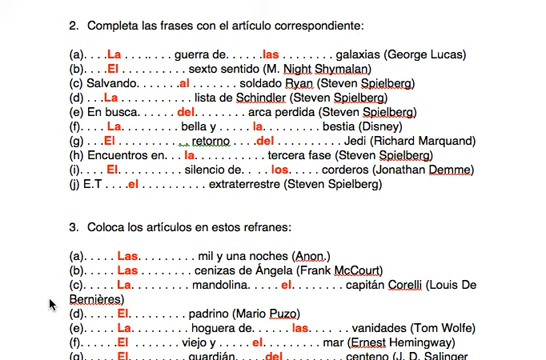 2. Completa las frases con el artículo correspondiente:
(a). . . .La . . ..... . . . guerra de. . . . . .las . . . . . . . . galaxias (George Lucas)
(b). . . .El . . . . . . . . . . sexto sentido (M. Night Shymalan)
(c) Salvando. . . . . . .al . . . . . . . . soldado Ryan (Steven Spielberg)
(d) . . .La . . . . . . . . . . . lista de Schindler (Steven Spielberg)
(e) En busca. . . . . . del. . . . . . . . arca perdida (Steven Spielberg)
(f). . . . La. . . . . . . . . bella y . . . . . la. . . . . . . . . . bestia (Disney)
(g) . . .El . . . . . . . . . . . retorno . . . .del . . . . . . . Jedi (Richard Marquand)
(h) Encuentros en. . . la. . . . . . . . . . tercera fase (Steven Spielberg)
(i). . . . El. . . . . . . . . . silencio de. . . . . los. . . . . corderos (Jonathan Demme)
(j) E.T . . . .el . . . . . . . . . . extraterrestre (Steven Spielberg)
3. Coloca los artículos en estos refranes:
(a). . . . . Las. . . . . . . . . mil y una noches (Anon.)
(b). . . . . Las . . . . . . . . cenizas de Ángela (Frank McCourt)
(c). . . . . La. . . . . . . . . mandolina. . . . . el. . . . . . . . capitán Corelli (Louis De
Bernières)
(d). . . . . El. . . . . . . . . padrino (Mario Puzo)
(e). . . . . La. . . . . . . . . hoguera de. . . . . . las. . . . . . vanidades (Tom Wolfe)
(f). . . . . El. . . . . . . . . viejo y . . . . el. . . . . . . . . mar (Ernest Hemingway)
(g). . . . . El. . . . . . . . . guardián. . . . .del. . . . . . . centeno (J. D. Salinger